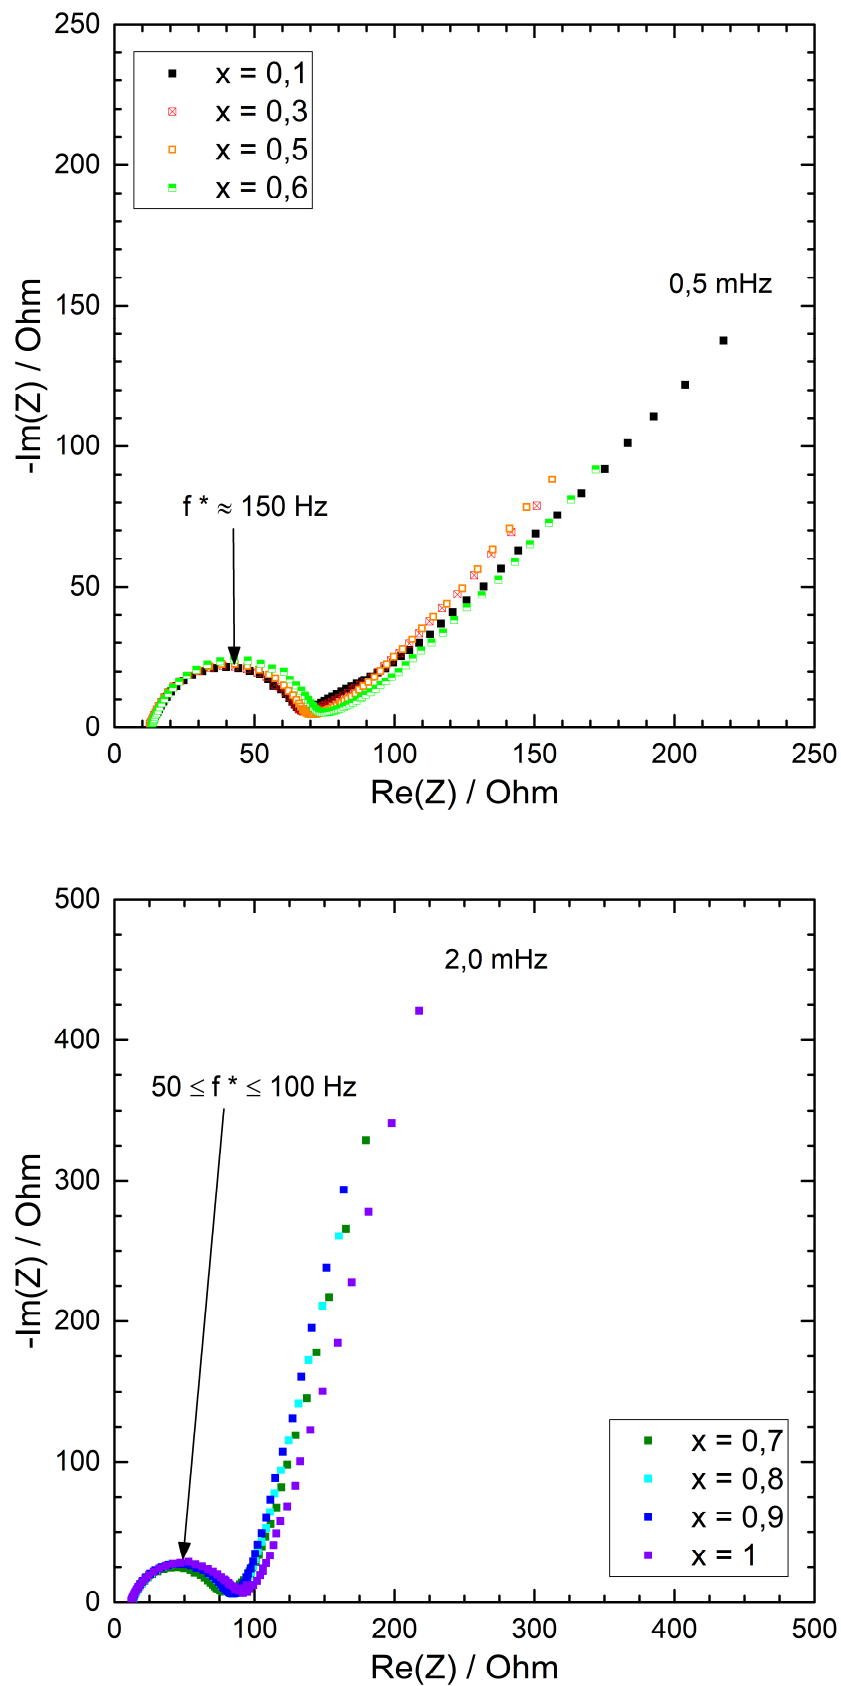 250
200
150
100
50
0
-Im(Z) / Ohm
x = 0,1
x = 0,3
x = 0,5
x = 0,6
0,5 mHz
f * ≈ 150 Hz
0 50 100 150 200 250
Re(Z) / Ohm
500
400
300
200
100
0
-Im(Z) / Ohm
2,0 mHz
50 ≤ f * ≤ 100 Hz
x = 0,7
x = 0,8
x = 0,9
x = 1
0 100 200 300 400 500
Re(Z) / Ohm